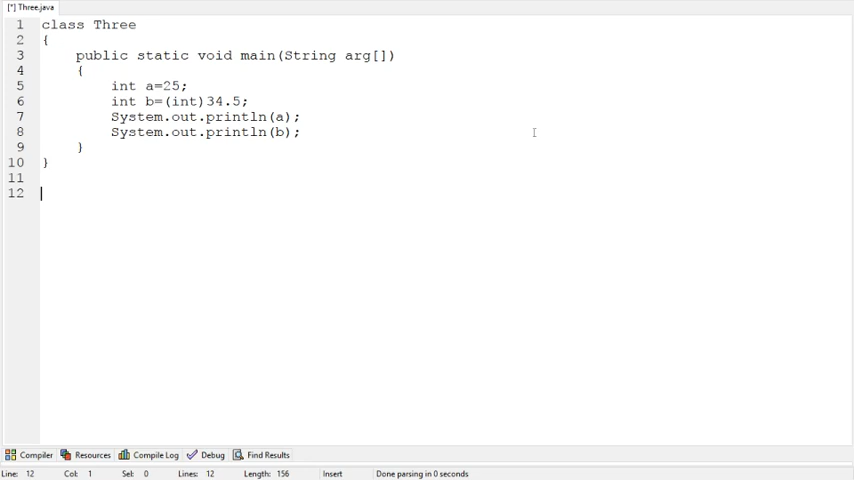 [*] Three.java
1 class Three
2 {
3 public static void main(String arg[])
4 {
5 int a=25;
6 int b=(int)34.5;
7 System.out.println(a);
8 System.out.println(b);
9 }
10 }
11
12
Compiler Resources Compile Log Debug Find Results
Line: 12 Col: 1 Sel: 0 Lines: 12 Length: 156 Insert Done parsing in 0 seconds